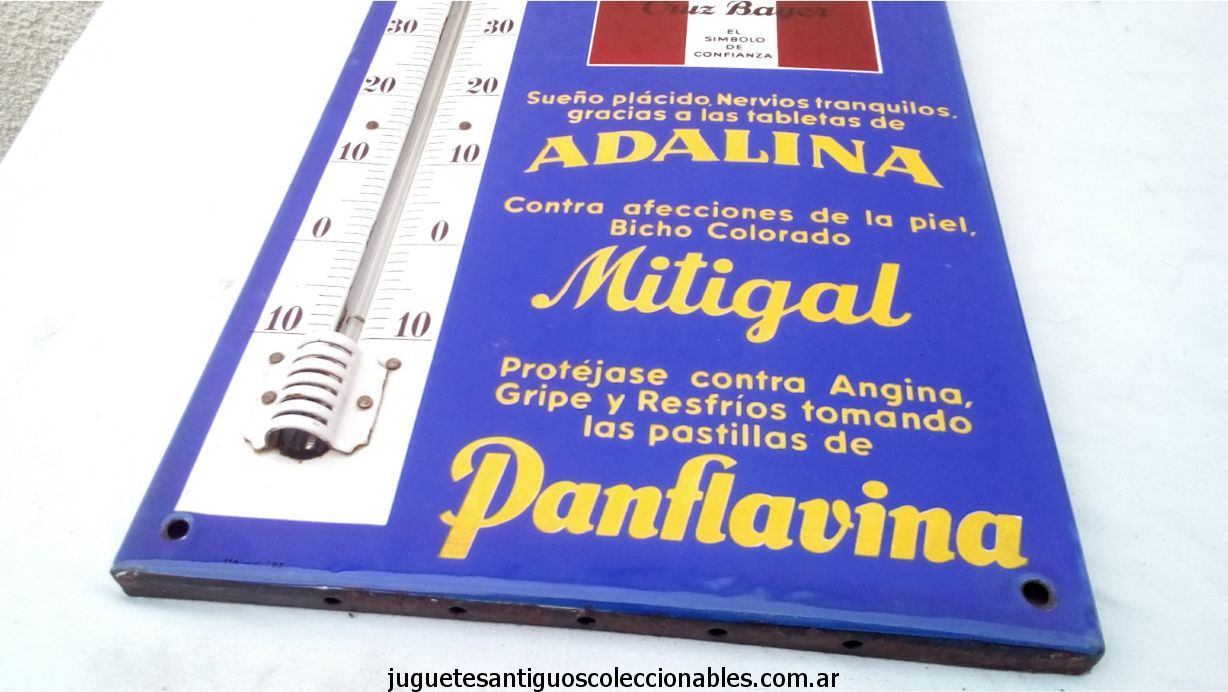 Cruz Bayer
EL
SIMBOLO
DE
CONFIANZA
30 30
20 20
10 10
0 0
10 10
Sueño plácido, Nervios tranquilos,
gracias a las tabletas de
ADALINA
Contra afecciones de la piel,
Bicho Colorado
Mitigal
Protéjase contra Angina,
Gripe y Resfríos tomando
las pastillas de
Panflavina
juguetesantiguoscoleccionables.com.ar